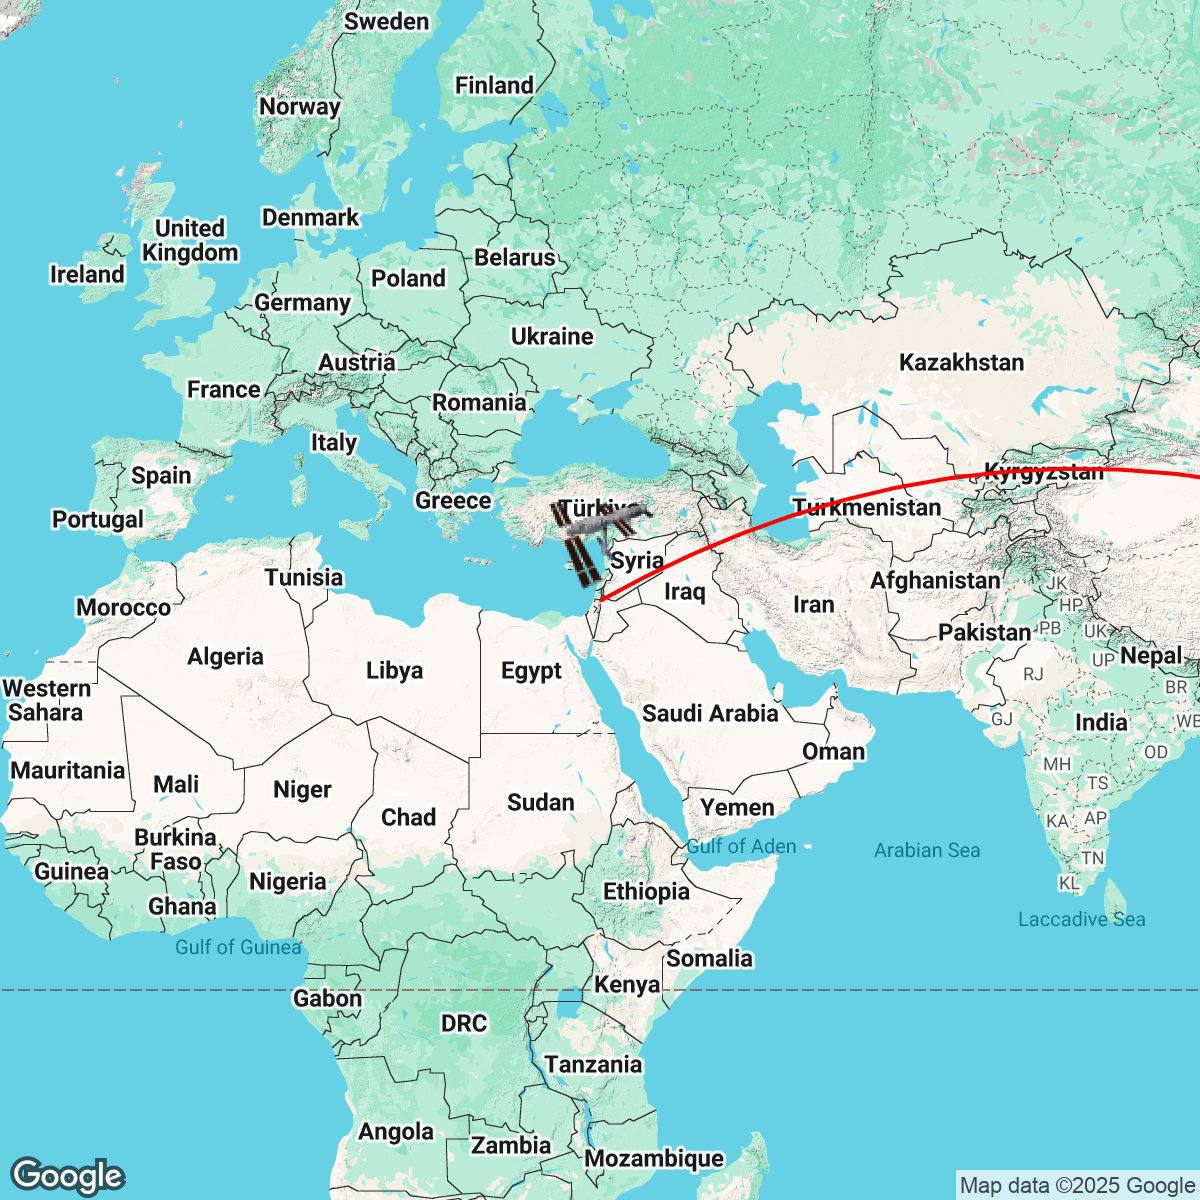 Sweden
Finland
Norway
Denmark
United
Kingdom
Ireland
Belarus
Poland
Germany
Ukraine
Austria
Kazakhstan
France
Romania
Italy
Spain
Kyrgyzstan
Greece
Türkiye
Turkmenistan
Portugal
Syria
Tunisia
Afghanistan
JK
Iraq
Iran
HP
Morocco
Pakistan
PB
UK
Algeria
Libya
Egypt
UP
Nepal
RJ
Western
Sahara
BR
Saudi Arabia
GJ
India
WB
Oman
OD
Mauritania
MH
Mali
Niger
TS
Sudan
Yemen
Chad
KA
AP
Burkina
Faso
Gulf of Aden
Arabian Sea
TN
Guinea
Nigeria
KL
Ethiopia
Ghana
Laccadive Sea
Gulf of Guinea
Somalia
Kenya
Gabon
DRC
Tanzania
Angola
Zambia
Mozambique
Google
Map data ©2025 Google